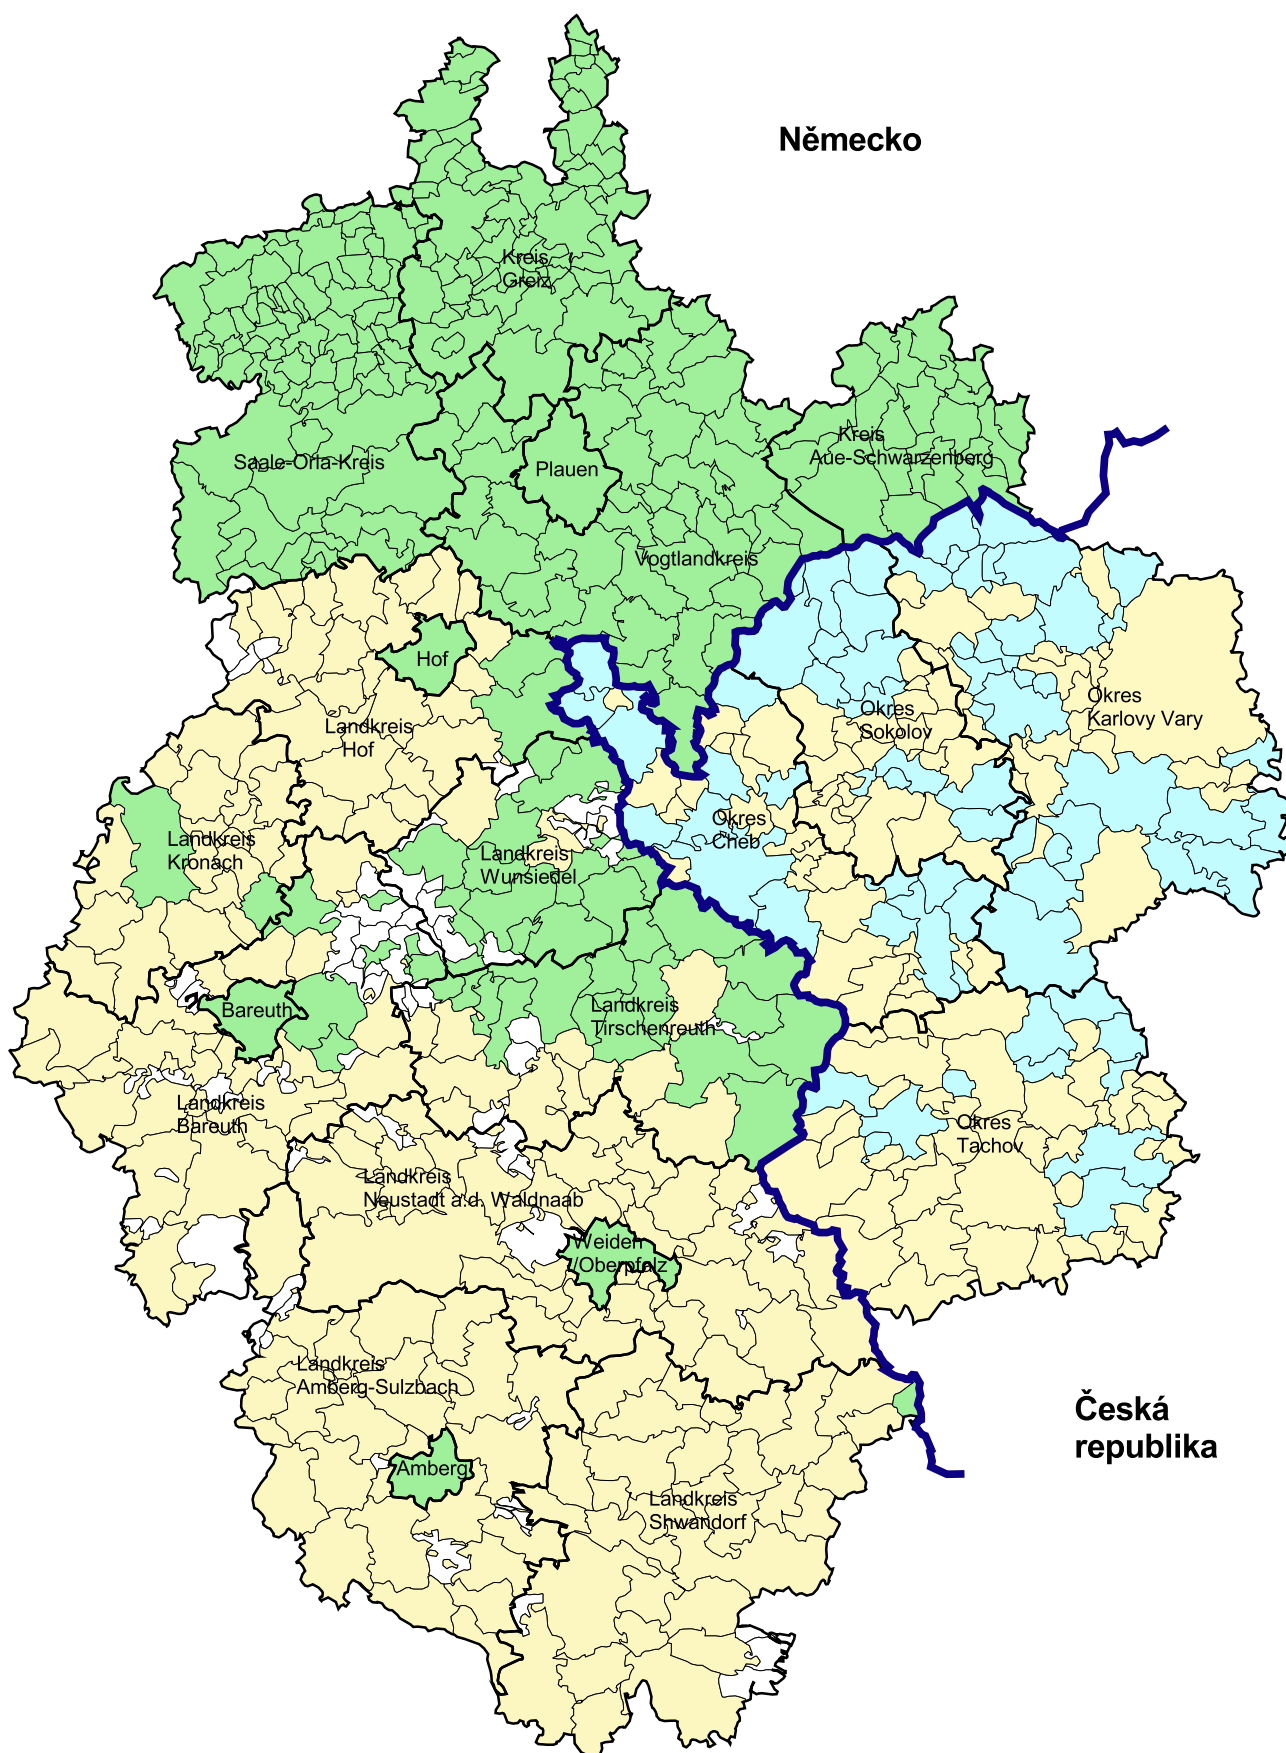 Německo
Kreis
Greiz
Kreis
Aue-Schwarzenberg
Saale-Orla-Kreis
Plauen
Vogtlandkreis
Hof
Landkreis
Hof
Okres
Sokolov
Okres
Karlovy Vary
Okres
Cheb
Landkreis
Kronach
Landkreis
Wunsiedel
Bareuth
Landkreis
Tirschenreuth
Landkreis
Bareuth
Okres
Tachov
Landkreis
Neustadt a.d. Waldnaab
Weiden
/Oberpfalz
Landkreis
Amberg-Sulzbach
Česká
republika
Amberg
Landkreis
Shwandorf